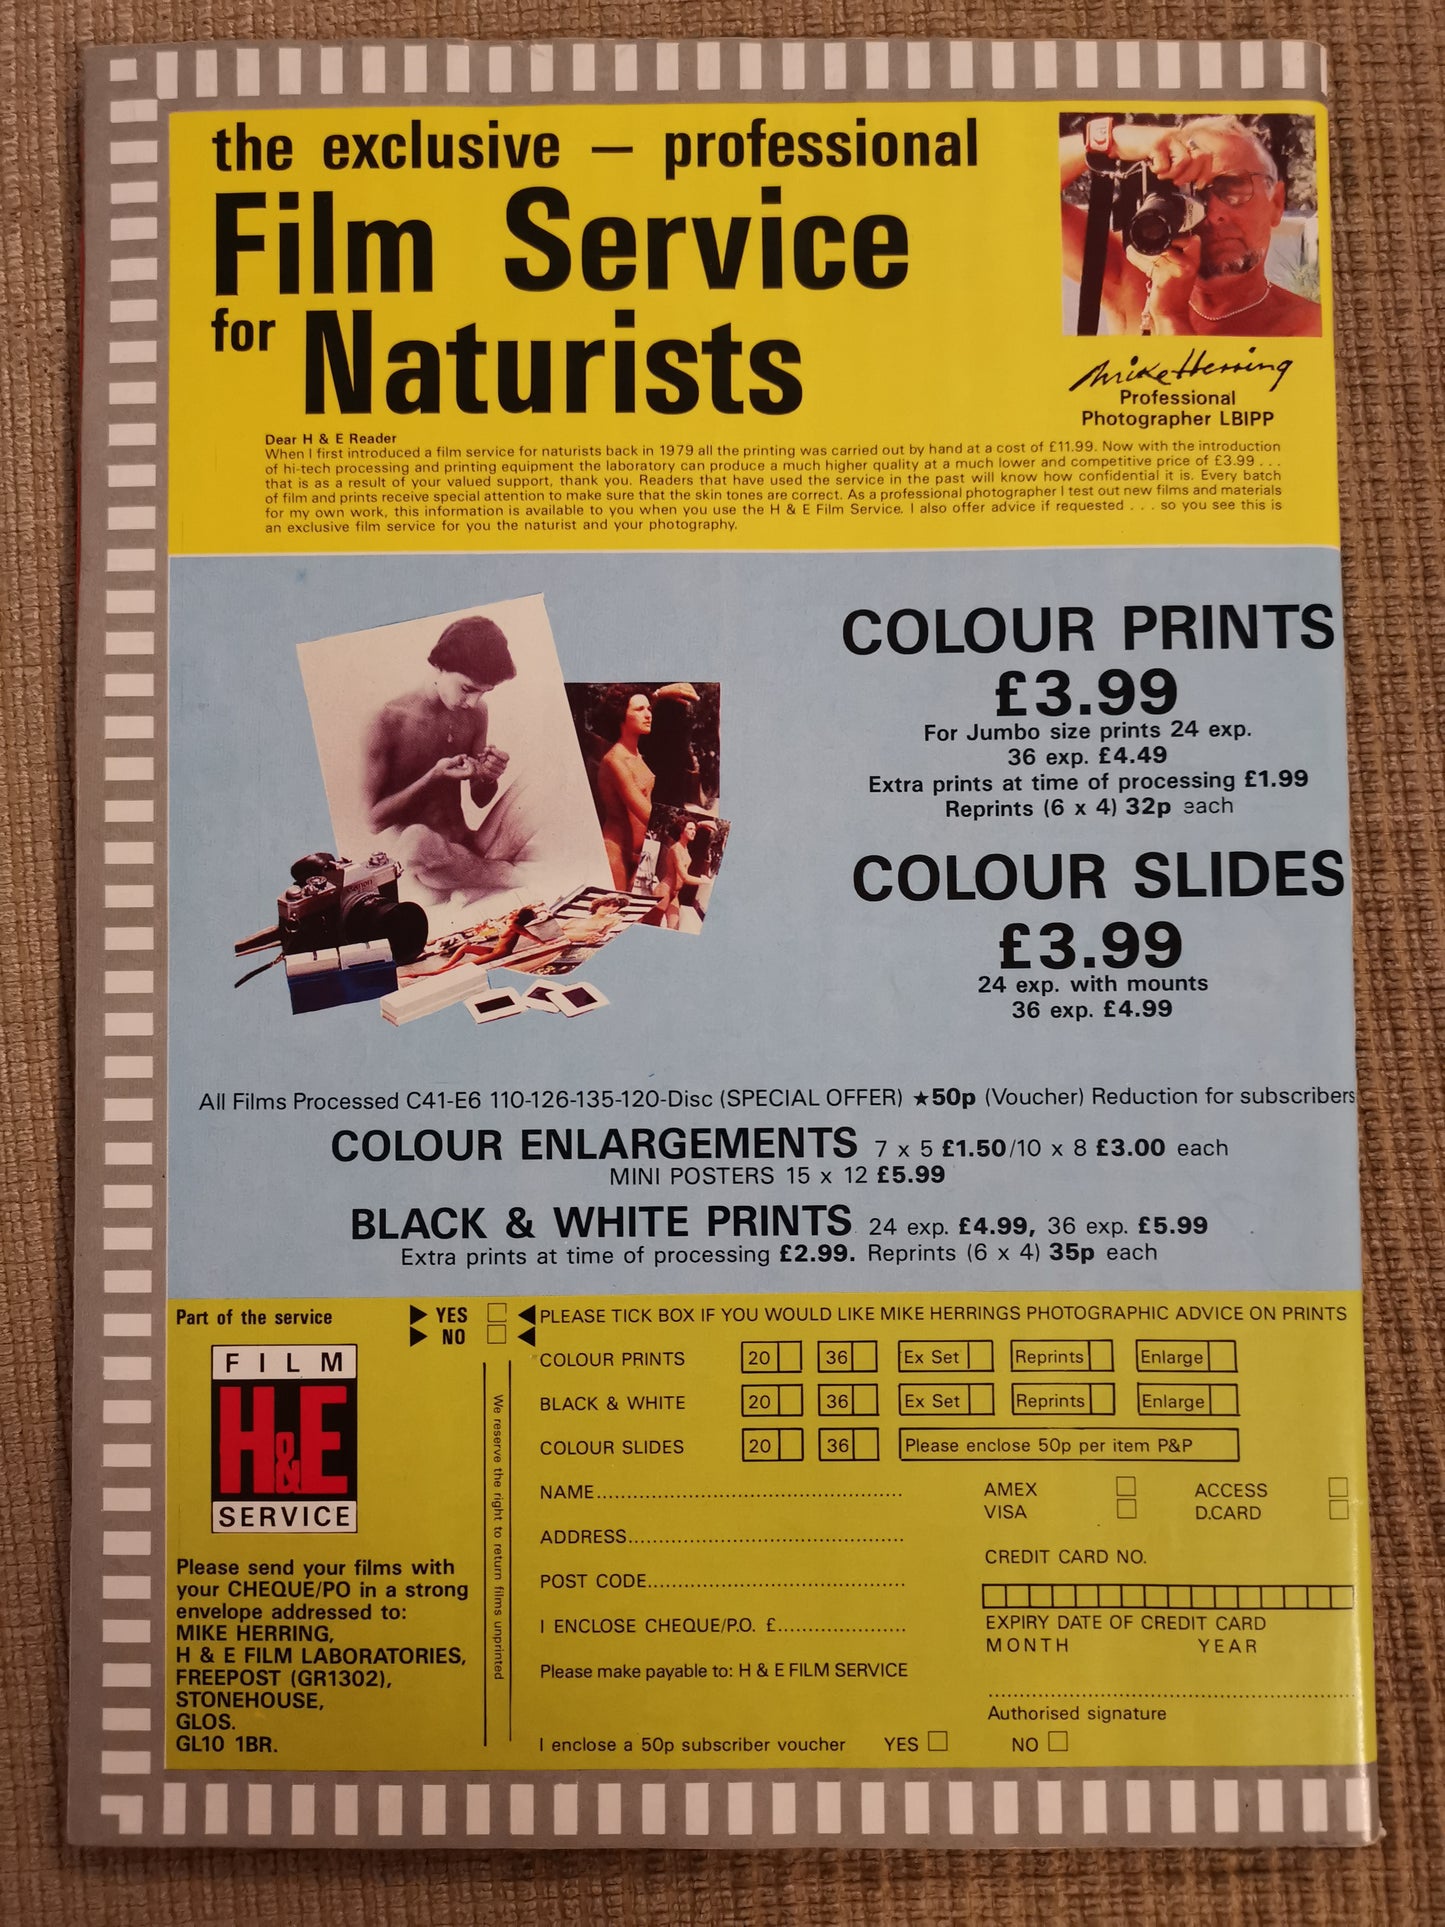 the exclusive – professional
Film Service
for Naturists
Mike Herring
Professional
Photographer LBIPP
Dear H & E Reader
When I first introduced a film service for naturists back in 1979 all the printing was carried out by hand at a cost of £11.99. Now with the introduction
of hi-tech processing and printing equipment the laboratory can produce a much higher quality at a much lower and competitive price of £3.99 . . .
that is as a result of your valued support, thank you. Readers that have used the service in the past will know how confidential it is. Every batch
of film and prints receive special attention to make sure that the skin tones are correct. As a professional photographer I test out new films and materials
for my own work, this information is available to you when you use the H & E Film Service. I also offer advice if requested . . . so you see this is
an exclusive film service for you the naturist and your photography.
COLOUR PRINTS
£3.99
For Jumbo size prints 24 exp.
36 exp. £4.49
Extra prints at time of processing £1.99
Reprints (6 x 4) 32p each
COLOUR SLIDES
£3.99
24 exp. with mounts
36 exp. £4.99
All Films Processed C41-E6 110-126-135-120-Disc (SPECIAL OFFER) ★50p (Voucher) Reduction for subscribers
COLOUR ENLARGEMENTS 7 x 5 £1.50/10 x 8 £3.00 each
MINI POSTERS 15 x 12 £5.99
BLACK & WHITE PRINTS 24 exp. £4.99, 36 exp. £5.99
Extra prints at time of processing £2.99. Reprints (6 x 4) 35p each
Part of the service
▶ YES □ ◀ PLEASE TICK BOX IF YOU WOULD LIKE MIKE HERRINGS PHOTOGRAPHIC ADVICE ON PRINTS
▶ NO □ ◀
FILM
H&E
SERVICE
Please send your films with
your CHEQUE/PO in a strong
envelope addressed to:
MIKE HERRING,
H & E FILM LABORATORIES,
FREEPOST (GR1302),
STONEHOUSE,
GLOS.
GL10 1BR.
We reserve the right to return films unprinted
COLOUR PRINTS 20 36 Ex Set Reprints Enlarge
BLACK & WHITE 20 36 Ex Set Reprints Enlarge
COLOUR SLIDES 20 36 Please enclose 50p per item P&P
NAME
ADDRESS
POST CODE
I ENCLOSE CHEQUE/P.O. £
Please make payable to: H & E FILM SERVICE
I enclose a 50p subscriber voucher YES □ NO □
AMEX □ ACCESS □
VISA □ D.CARD □
CREDIT CARD NO.
EXPIRY DATE OF CREDIT CARD
MONTH YEAR
Authorised signature